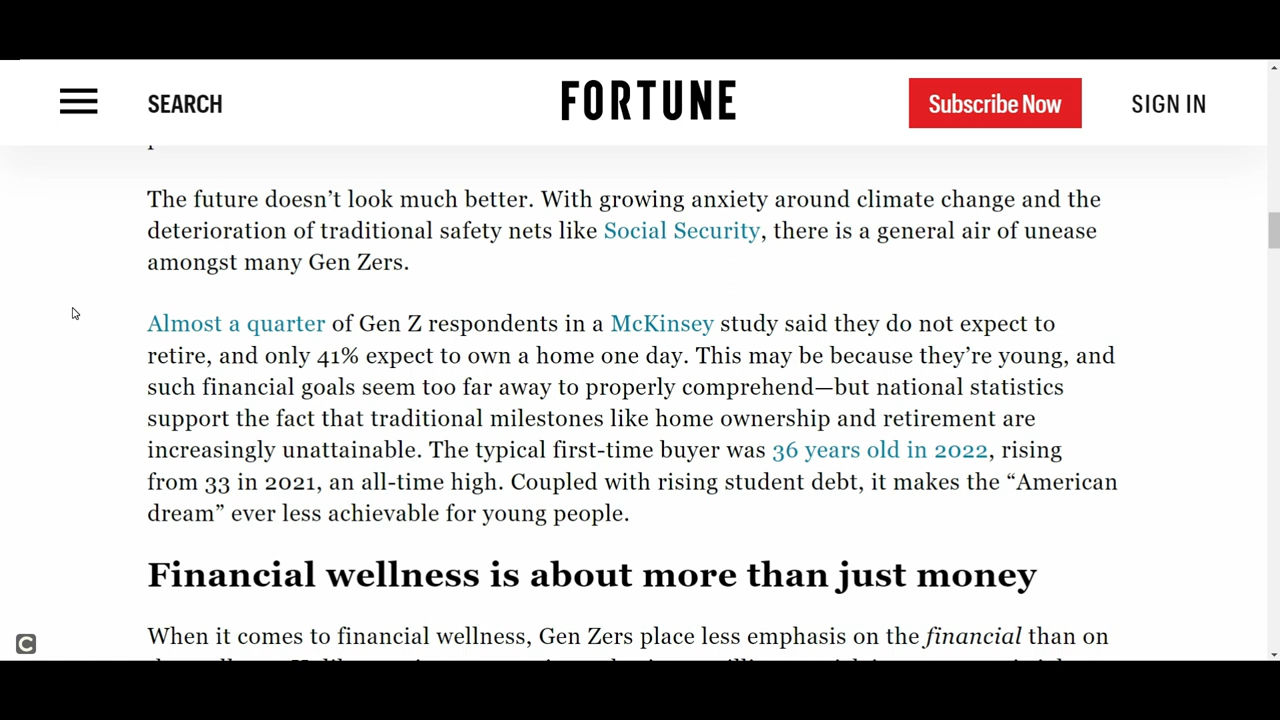 SEARCH
FORTUNE
Subscribe Now
SIGN IN
The future doesn’t look much better. With growing anxiety around climate change and the
deterioration of traditional safety nets like Social Security, there is a general air of unease
amongst many Gen Zers.
Almost a quarter of Gen Z respondents in a McKinsey study said they do not expect to
retire, and only 41% expect to own a home one day. This may be because they’re young, and
such financial goals seem too far away to properly comprehend—but national statistics
support the fact that traditional milestones like home ownership and retirement are
increasingly unattainable. The typical first-time buyer was 36 years old in 2022, rising
from 33 in 2021, an all-time high. Coupled with rising student debt, it makes the “American
dream” ever less achievable for young people.
Financial wellness is about more than just money
When it comes to financial wellness, Gen Zers place less emphasis on the financial than on
C